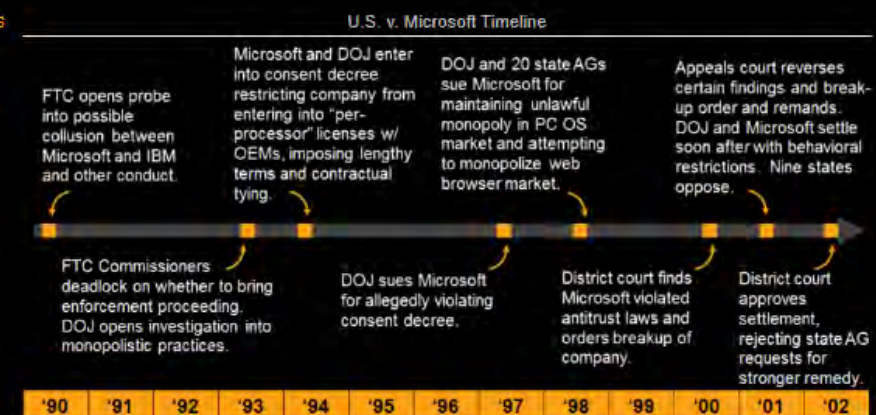 6
U.S. v. Microsoft Timeline
FTC opens probe
into possible
collusion between
Microsoft and IBM
and other conduct.
Microsoft and DOJ enter
into consent decree
restricting company from
entering into "per-
processor" licenses w/
OEMs, imposing lengthy
terms and contractual
tying.
DOJ and 20 state AGs
sue Microsoft for
maintaining unlawful
monopoly in PC OS
market and attempting
to monopolize web
browser market.
Appeals court reverses
certain findings and break-
up order and remands.
DOJ and Microsoft settle
soon after with behavioral
restrictions. Nine states
oppose.
FTC Commissioners
deadlock on whether to bring
enforcement proceeding.
DOJ opens investigation into
monopolistic practices.
DOJ sues Microsoft
for allegedly violating
consent decree.
District court finds
Microsoft violated
antitrust laws and
orders breakup of
company.
District court
approves
settlement,
rejecting state AG
requests for
stronger remedy.
'90 '91 '92 '93 '94 '95 '96 '97 '98 '99 '00 '01 '02